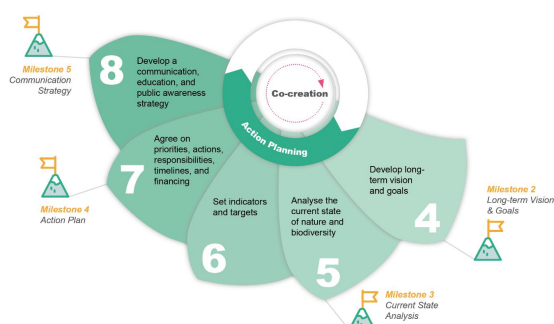 Co-creation
Action Planning
4
Develop long-
term vision
and goals
Milestone 2
Long-term Vision
& Goals
5
Analyse the
current state
of nature and
biodiversity
Milestone 3
Current State
Analysis
6
Set indicators
and targets
7
Agree on
priorities, actions,
responsibilities,
timelines, and
financing
Milestone 4
Action Plan
8
Develop a
communication,
education, and
public awareness
strategy
Milestone 5
Communication
Strategy